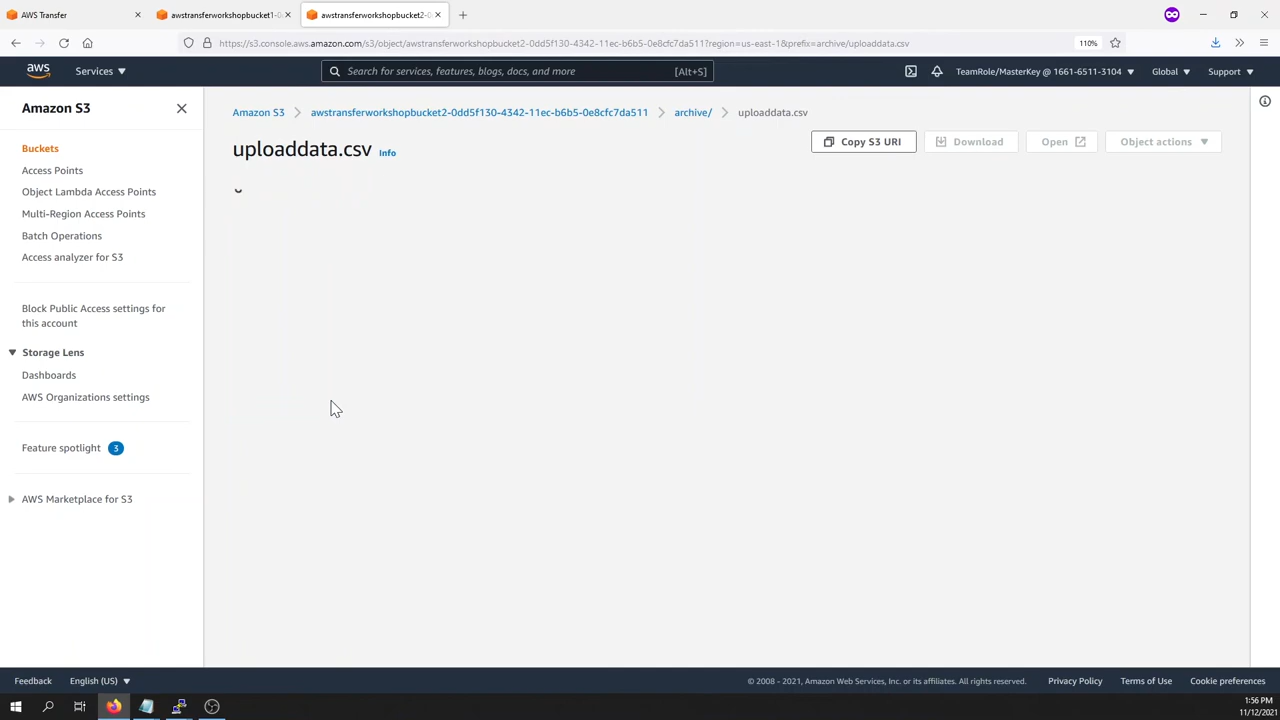 AWS Transfer
awstransferworkshopbucket1-0
awstransferworkshopbucket2-0
https://s3.console.aws.amazon.com/s3/object/awstransferworkshopbucket2-0dd5f130-4342-11ec-b6b5-0e8cfc7da511?region=us-east-1&prefix=archive/uploaddata.csv
110%
aws
Services
Search for services, features, blogs, docs, and more [Alt+S]
TeamRole/MasterKey @ 1661-6511-3104
Global
Support
Amazon S3
Buckets
Access Points
Object Lambda Access Points
Multi-Region Access Points
Batch Operations
Access analyzer for S3
Block Public Access settings for
this account
Storage Lens
Dashboards
AWS Organizations settings
Feature spotlight 3
AWS Marketplace for S3
Amazon S3 awstransferworkshopbucket2-0dd5f130-4342-11ec-b6b5-0e8cfc7da511 archive/ uploaddata.csv
uploaddata.csv Info
Copy S3 URI
Download
Open
Object actions
Feedback
English (US)
© 2008 - 2021, Amazon Web Services, Inc. or its affiliates. All rights reserved.
Privacy Policy
Terms of Use
Cookie preferences
1:56 PM
11/12/2021